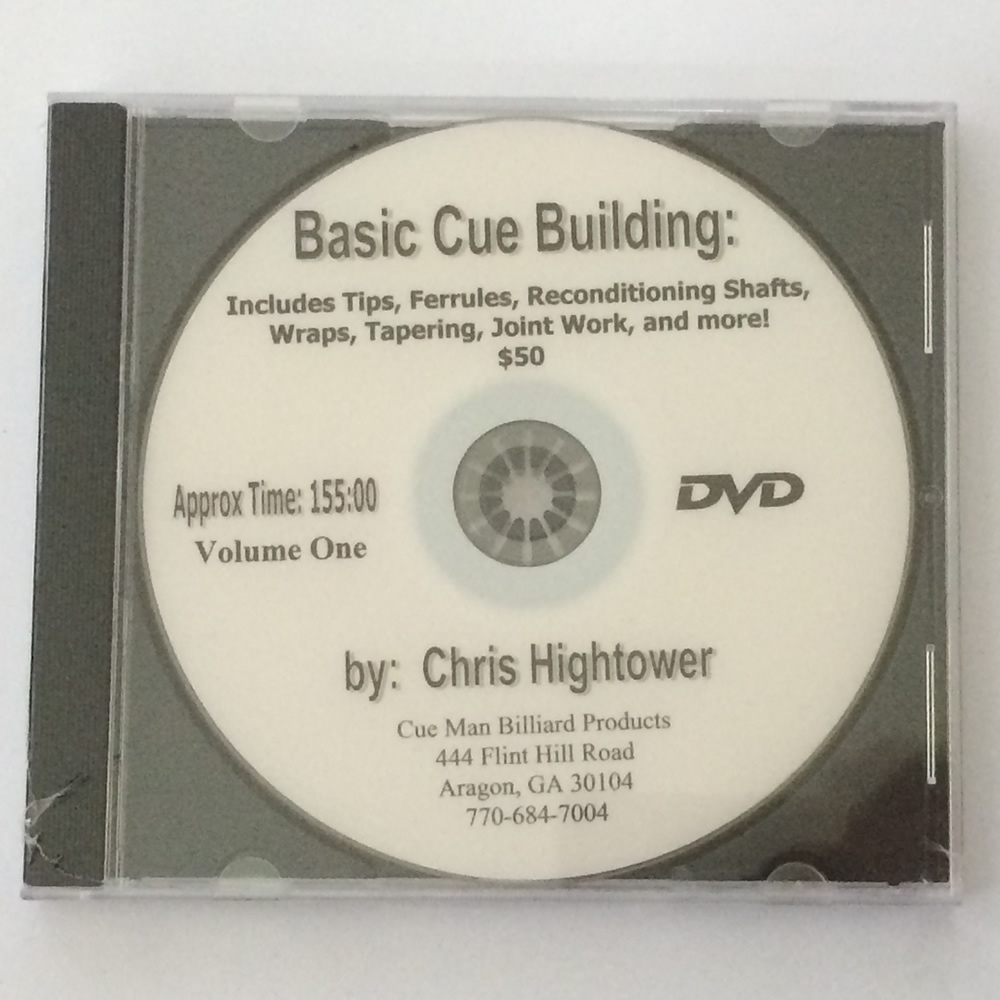 Basic Cue Building:
Includes Tips, Ferrules, Reconditioning Shafts,
Wraps, Tapering, Joint Work, and more!
$50
Approx Time: 155:00
Volume One
DVD
by: Chris Hightower
Cue Man Billiard Products
444 Flint Hill Road
Aragon, GA 30104
770-684-7004